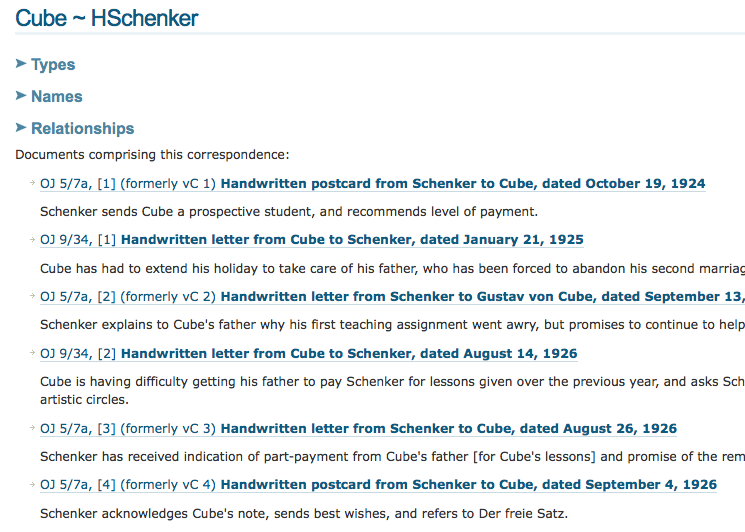 Cube ~ HSchenker
➤ Types
➤ Names
➤ Relationships
Documents comprising this correspondence:
OJ 5/7a, [1] (formerly vC 1) Handwritten postcard from Schenker to Cube, dated October 19, 1924
Schenker sends Cube a prospective student, and recommends level of payment.
OJ 9/34, [1] Handwritten letter from Cube to Schenker, dated January 21, 1925
Cube has had to extend his holiday to take care of his father, who has been forced to abandon his second marriag
OJ 5/7a, [2] (formerly vC 2) Handwritten letter from Schenker to Gustav von Cube, dated September 13,
Schenker explains to Cube's father why his first teaching assignment went awry, but promises to continue to help
OJ 9/34, [2] Handwritten letter from Cube to Schenker, dated August 14, 1926
Cube is having difficulty getting his father to pay Schenker for lessons given over the previous year, and asks Sch
artistic circles.
OJ 5/7a, [3] (formerly vC 3) Handwritten letter from Schenker to Cube, dated August 26, 1926
Schenker has received indication of part-payment from Cube's father [for Cube's lessons] and promise of the rem
OJ 5/7a, [4] (formerly vC 4) Handwritten postcard from Schenker to Cube, dated September 4, 1926
Schenker acknowledges Cube's note, sends best wishes, and refers to Der freie Satz.